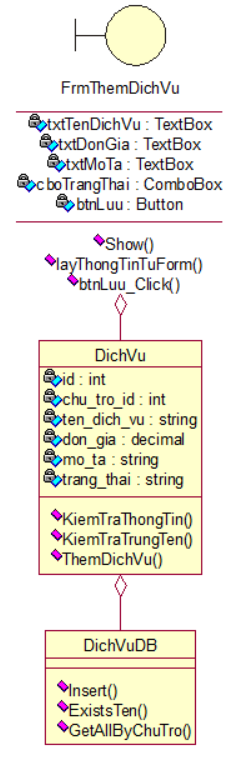 FrmThemDichVu
txtTenDichVu : TextBox
txtDonGia : TextBox
txtMoTa : TextBox
cboTrangThai : ComboBox
btnLuu : Button
Show()
layThongTinTuForm()
btnLuu_Click()
DichVu
id : int
chu_tro_id : int
ten_dich_vu : string
don_gia : decimal
mo_ta : string
trang_thai : string
KiemTraThongTin()
KiemTraTrungTen()
ThemDichVu()
DichVuDB
Insert()
ExistsTen()
GetAllByChuTro()